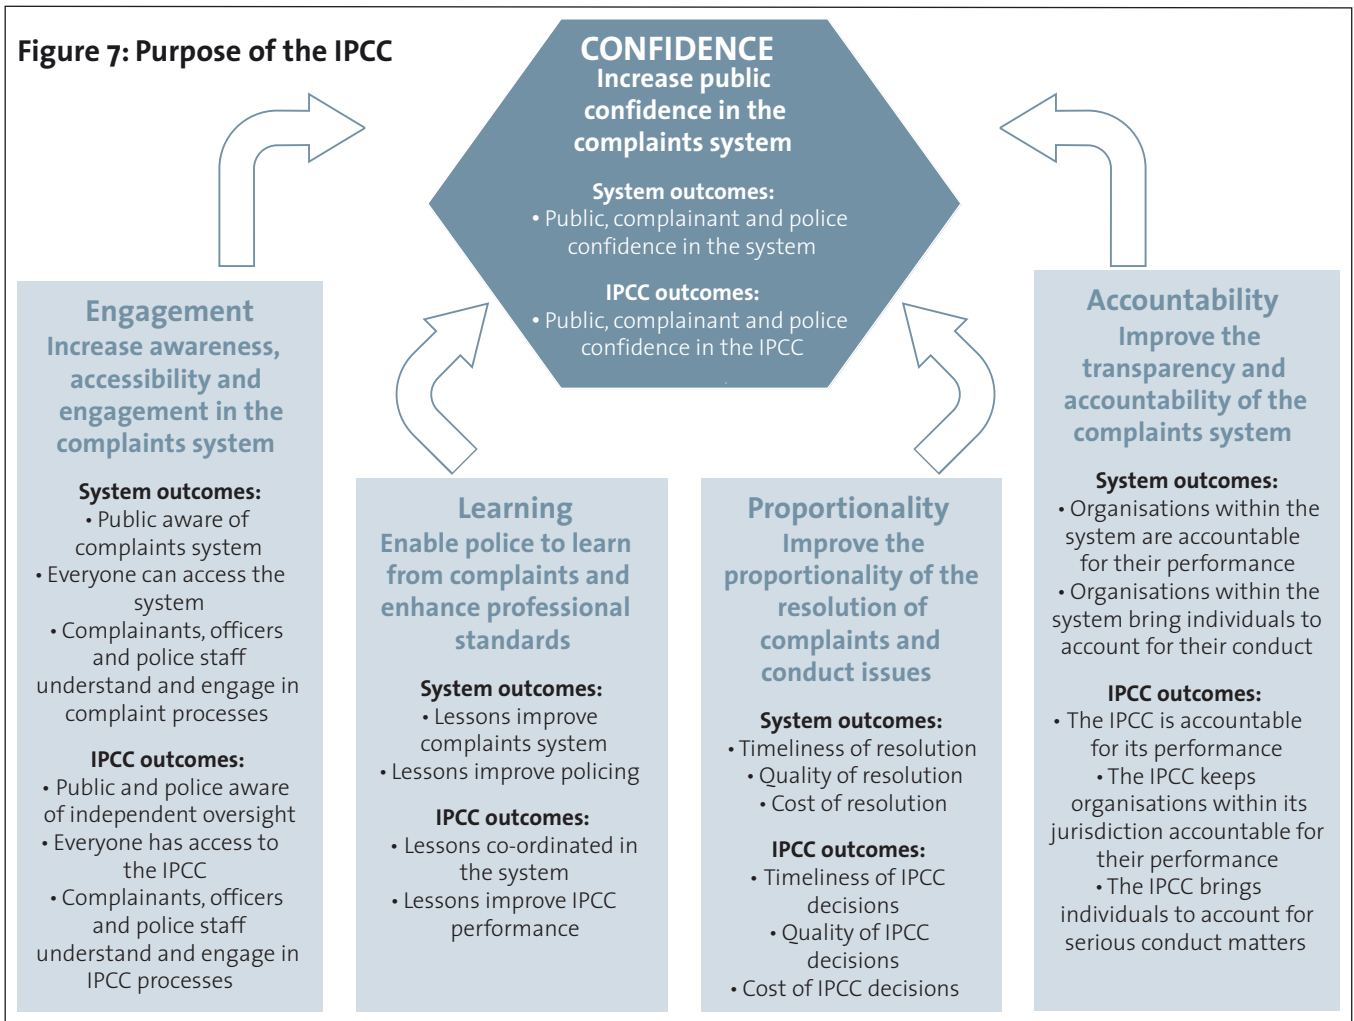 Figure 7: Purpose of the IPCC
CONFIDENCE
Increase public
confidence in the
complaints system
System outcomes:
• Public, complainant and police
confidence in the system
IPCC outcomes:
• Public, complainant and police
confidence in the IPCC
Engagement
Increase awareness,
accessibility and
engagement in the
complaints system
System outcomes:
• Public aware of
complaints system
• Everyone can access the
system
• Complainants, officers
and police staff
understand and engage in
complaint processes
IPCC outcomes:
• Public and police aware
of independent oversight
• Everyone has access to
the IPCC
• Complainants, officers
and police staff
understand and engage in
IPCC processes
Learning
Enable police to learn
from complaints and
enhance professional
standards
System outcomes:
• Lessons improve
complaints system
• Lessons improve policing
IPCC outcomes:
• Lessons co-ordinated in
the system
• Lessons improve IPCC
performance
Proportionality
Improve the
proportionality of the
resolution of
complaints and
conduct issues
System outcomes:
• Timeliness of resolution
• Quality of resolution
• Cost of resolution
IPCC outcomes:
• Timeliness of IPCC
decisions
• Quality of IPCC
decisions
• Cost of IPCC decisions
Accountability
Improve the
transparency and
accountability of the
complaints system
System outcomes:
• Organisations within the
system are accountable
for their performance
• Organisations within the
system bring individuals to
account for their conduct
IPCC outcomes:
• The IPCC is accountable
for its performance
• The IPCC keeps
organisations within its
jurisdiction accountable for
their performance
• The IPCC brings
individuals to account for
serious conduct matters